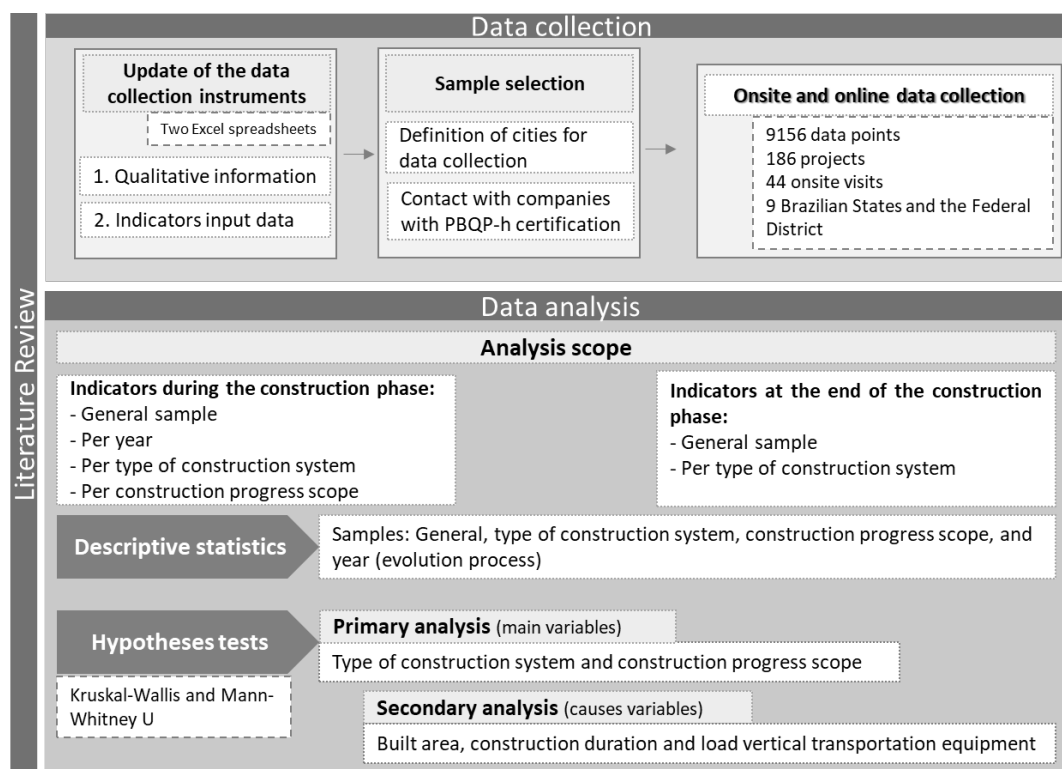 Literature Review
Data collection
Update of the data
collection instruments
Two Excel spreadsheets
1. Qualitative information
2. Indicators input data
Sample selection
Definition of cities for
data collection
Contact with companies
with PBQP-h certification
Onsite and online data collection
9156 data points
186 projects
44 onsite visits
9 Brazilian States and the Federal
District
Data analysis
Analysis scope
Indicators during the construction phase:
- General sample
- Per year
- Per type of construction system
- Per construction progress scope
Indicators at the end of the construction
phase:
- General sample
- Per type of construction system
Descriptive statistics
Samples: General, type of construction system, construction progress scope, and
year (evolution process)
Hypotheses tests
Kruskal-Wallis and Mann-
Whitney U
Primary analysis (main variables)
Type of construction system and construction progress scope
Secondary analysis (causes variables)
Built area, construction duration and load vertical transportation equipment